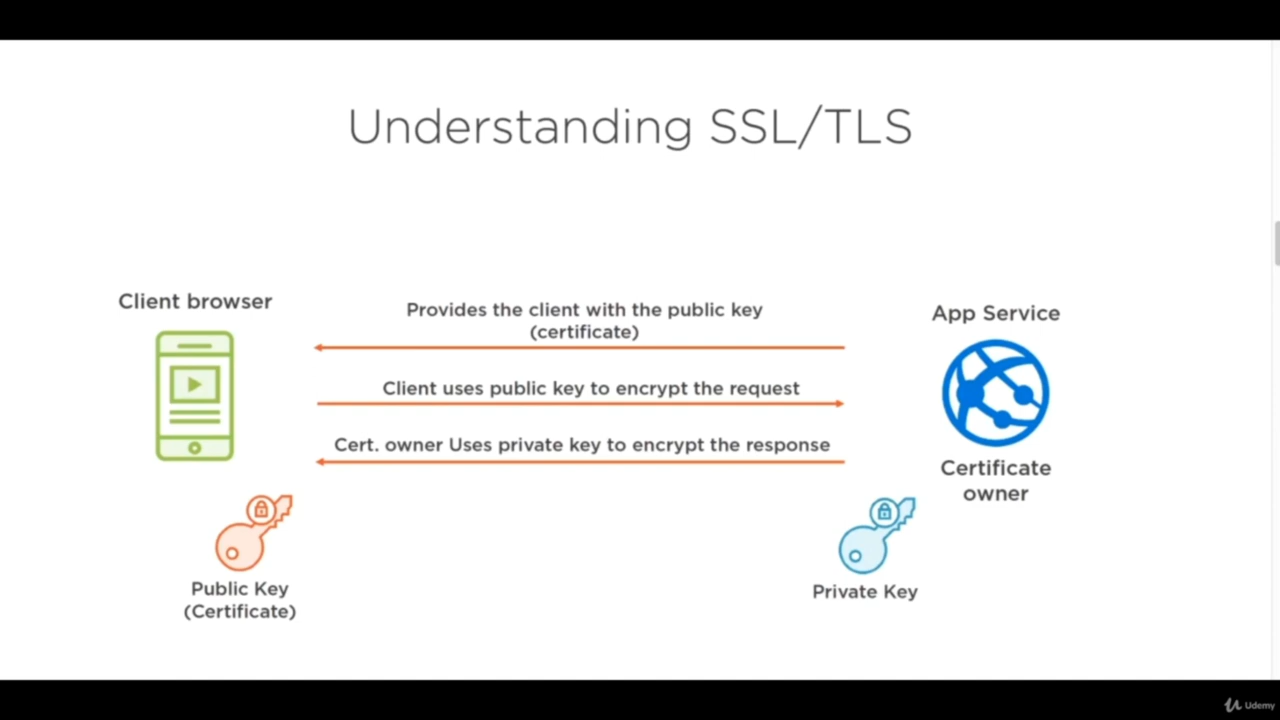 Understanding SSL/TLS
Client browser
Provides the client with the public key
(certificate)
App Service
Client uses public key to encrypt the request
Cert. owner Uses private key to encrypt the response
Certificate
owner
Public Key
(Certificate)
Private Key
Udemy